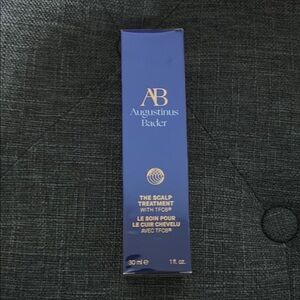 AB
Augustinus
Bader
THE SCALP
TREATMENT
WITH TFC8®
LE SOIN POUR
LE CUIR CHEVELU
AVEC TFC8®
30 ml e 1 fl. oz.